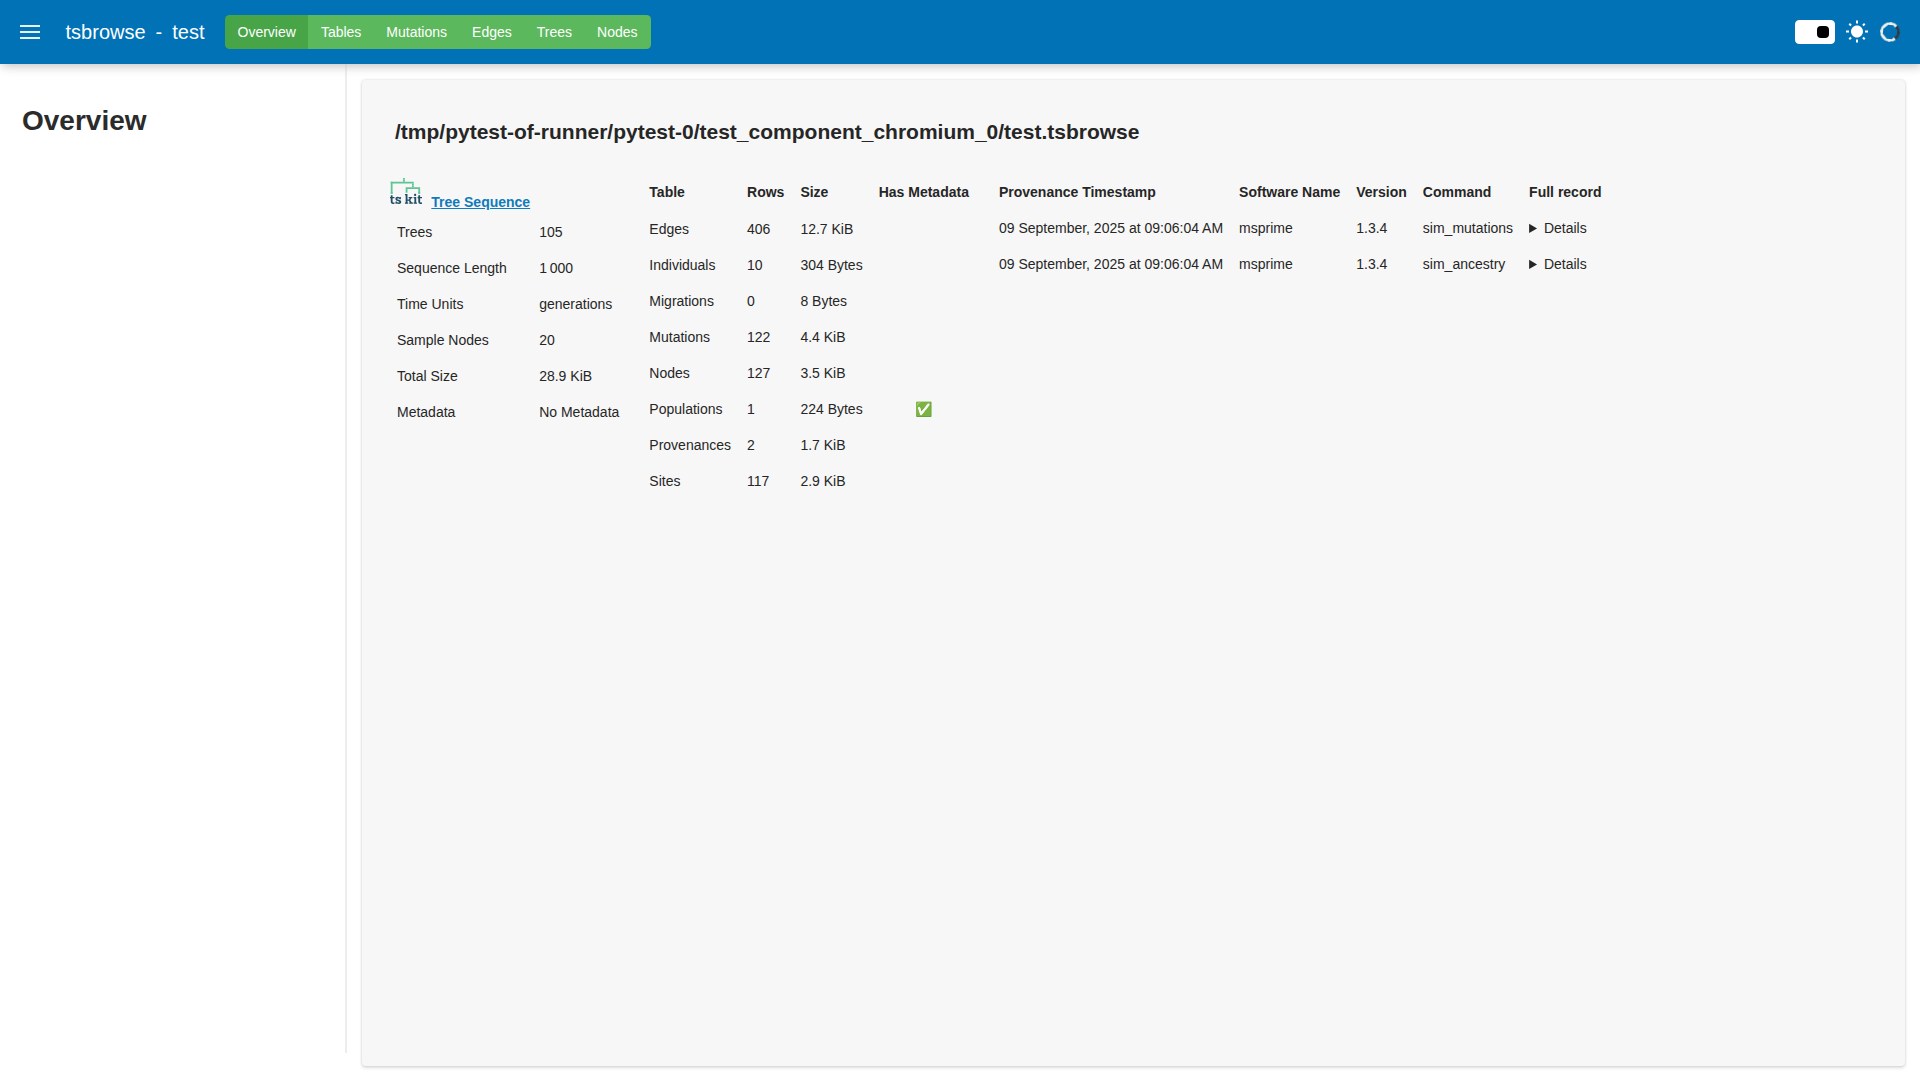 tsbrowse - test
Overview Tables Mutations Edges Trees Nodes
Overview
/tmp/pytest-of-runner/pytest-0/test_component_chromium_0/test.tsbrowse
tskit Tree Sequence
Trees 105
Sequence Length 1 000
Time Units generations
Sample Nodes 20
Total Size 28.9 KiB
Metadata No Metadata
Table Rows Size Has Metadata
Edges 406 12.7 KiB
Individuals 10 304 Bytes
Migrations 0 8 Bytes
Mutations 122 4.4 KiB
Nodes 127 3.5 KiB
Populations 1 224 Bytes ✅
Provenances 2 1.7 KiB
Sites 117 2.9 KiB
Provenance Timestamp Software Name Version Command Full record
09 September, 2025 at 09:06:04 AM msprime 1.3.4 sim_mutations ▶ Details
09 September, 2025 at 09:06:04 AM msprime 1.3.4 sim_ancestry ▶ Details